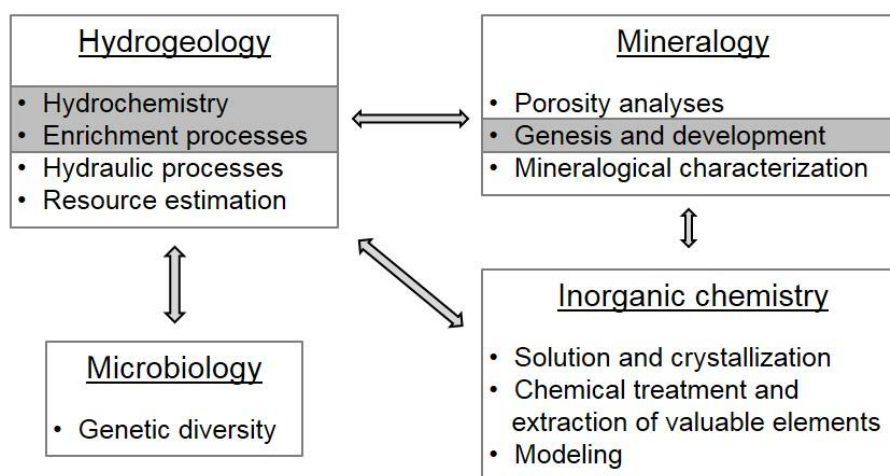 Hydrogeology
• Hydrochemistry
• Enrichment processes
• Hydraulic processes
• Resource estimation
Mineralogy
• Porosity analyses
• Genesis and development
• Mineralogical characterization
Microbiology
• Genetic diversity
Inorganic chemistry
• Solution and crystallization
• Chemical treatment and
extraction of valuable elements
• Modeling